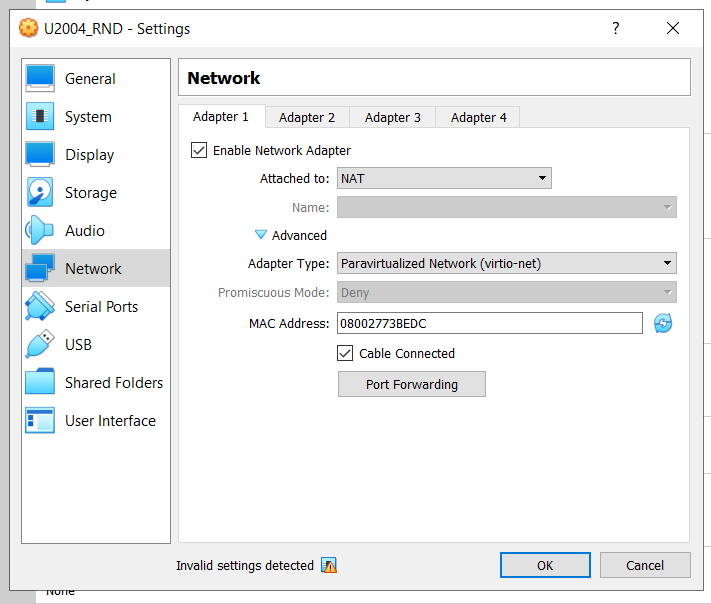 U2004_RND - Settings
?
General
System
Display
Storage
Audio
Network
Serial Ports
USB
Shared Folders
User Interface
Network
Adapter 1 Adapter 2 Adapter 3 Adapter 4
Enable Network Adapter
Attached to: NAT
Name:
Advanced
Adapter Type: Paravirtualized Network (virtio-net)
Promiscuous Mode: Deny
MAC Address: 08002773BEDC
Cable Connected
Port Forwarding
Invalid settings detected
OK Cancel
None